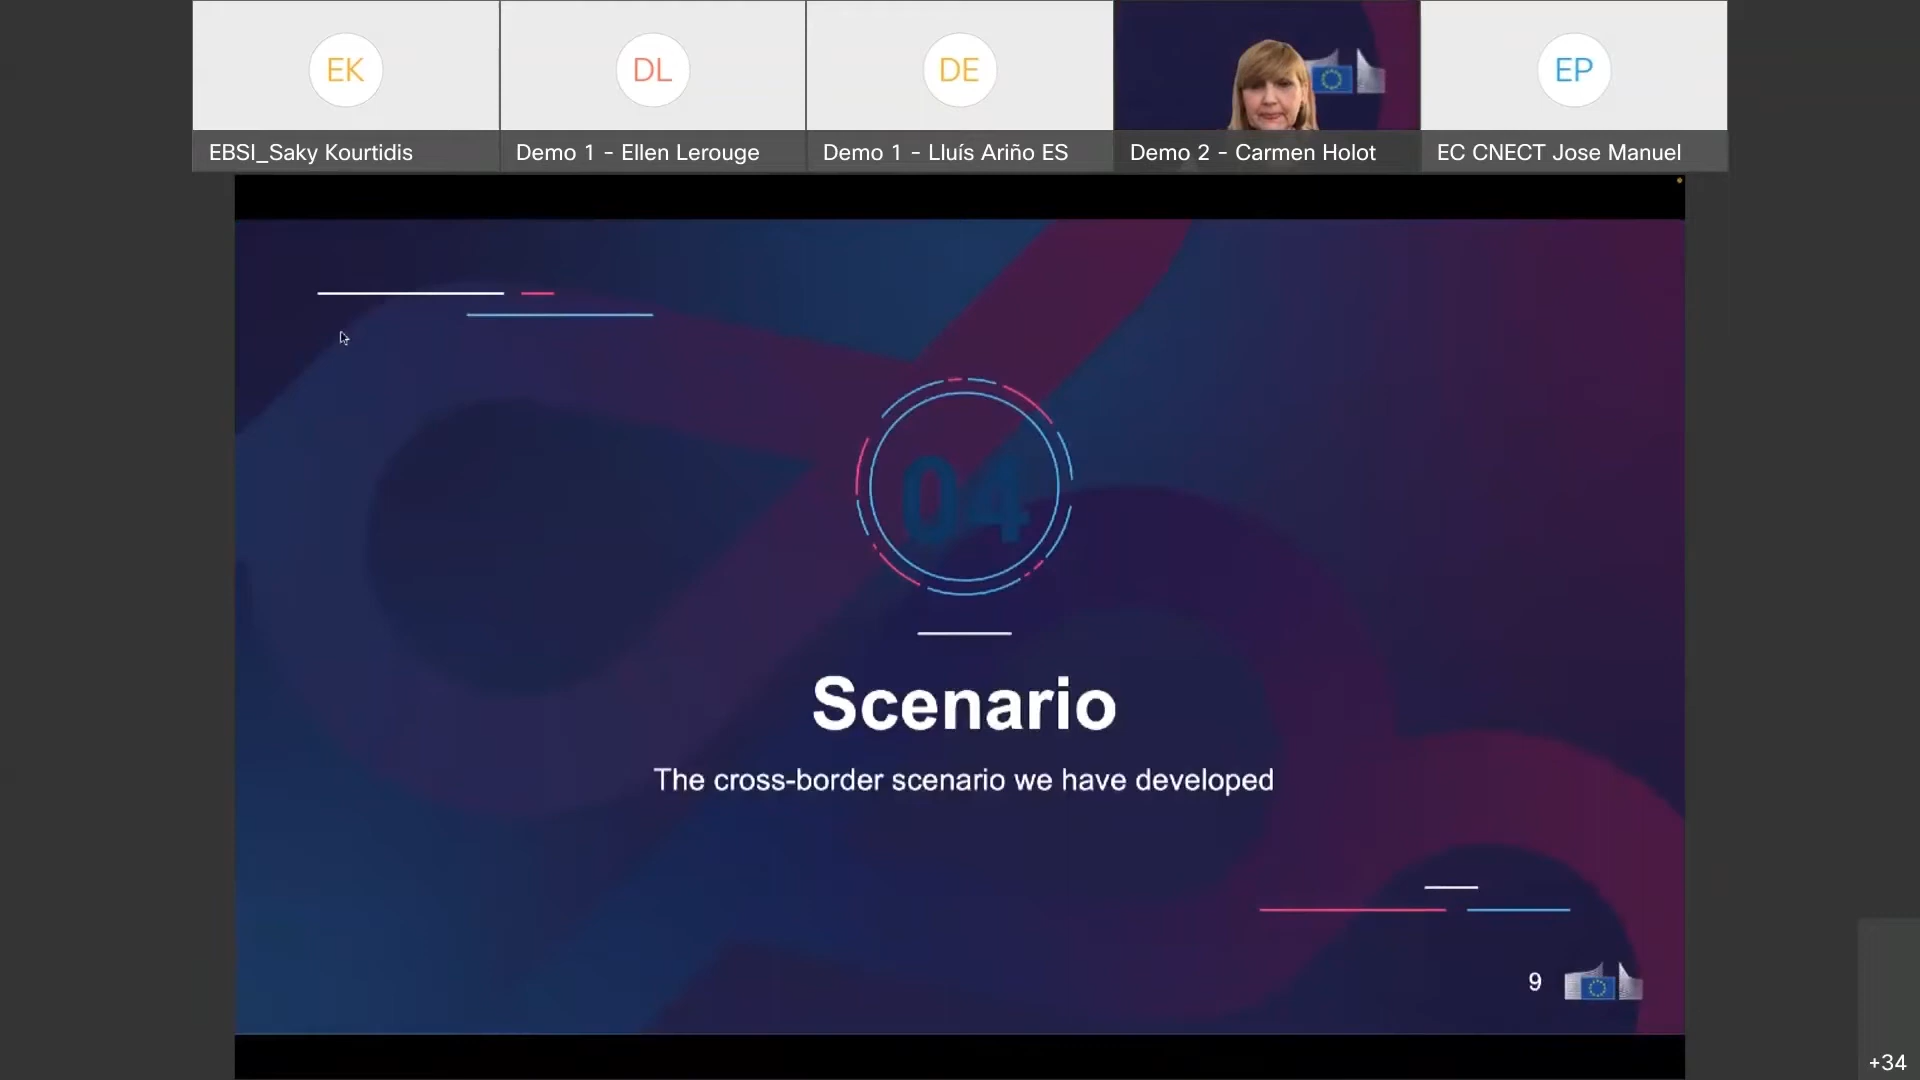 EK
DL
DE
EP
EBSI_Saky Kourtidis
Demo 1 - Ellen Lerouge
Demo 1 - Lluís Ariño ES
Demo 2 - Carmen Holot
EC CNECT Jose Manuel
04
Scenario
The cross-border scenario we have developed
9
+34